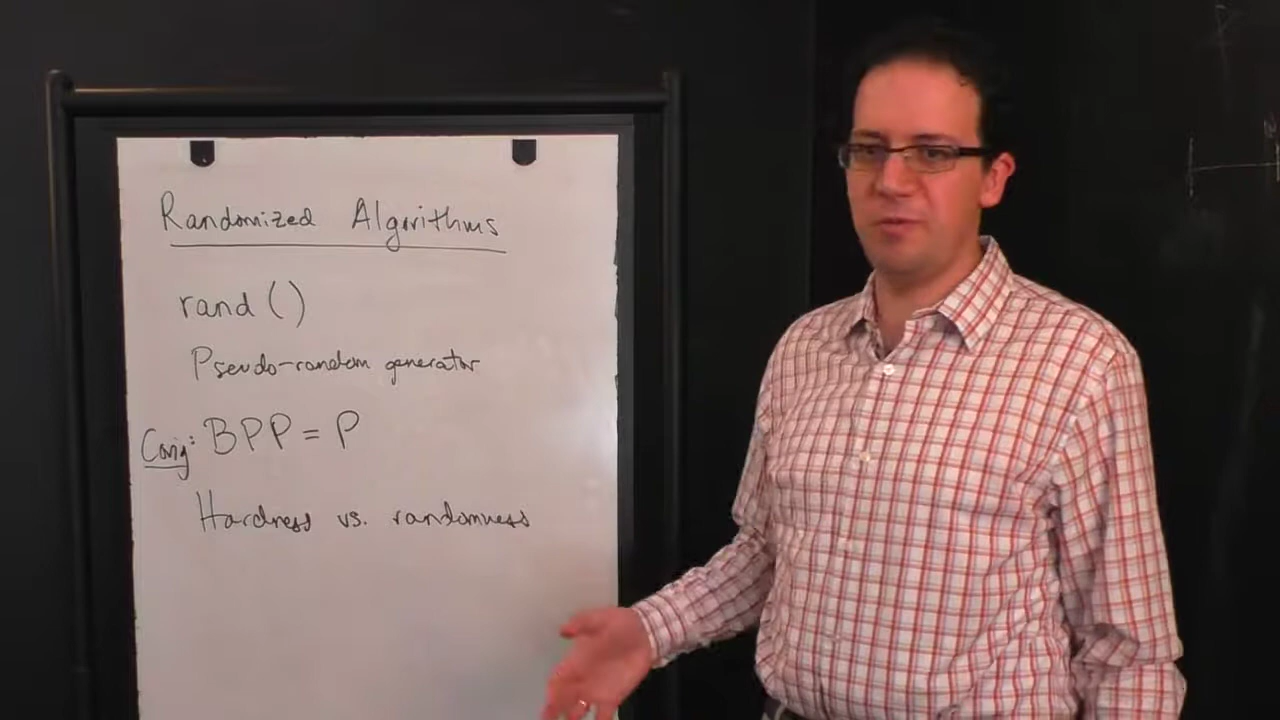 Randomized Algorithms
rand ()
Pseudo-random generator
Conj: BPP = P
Hardness vs. randomness